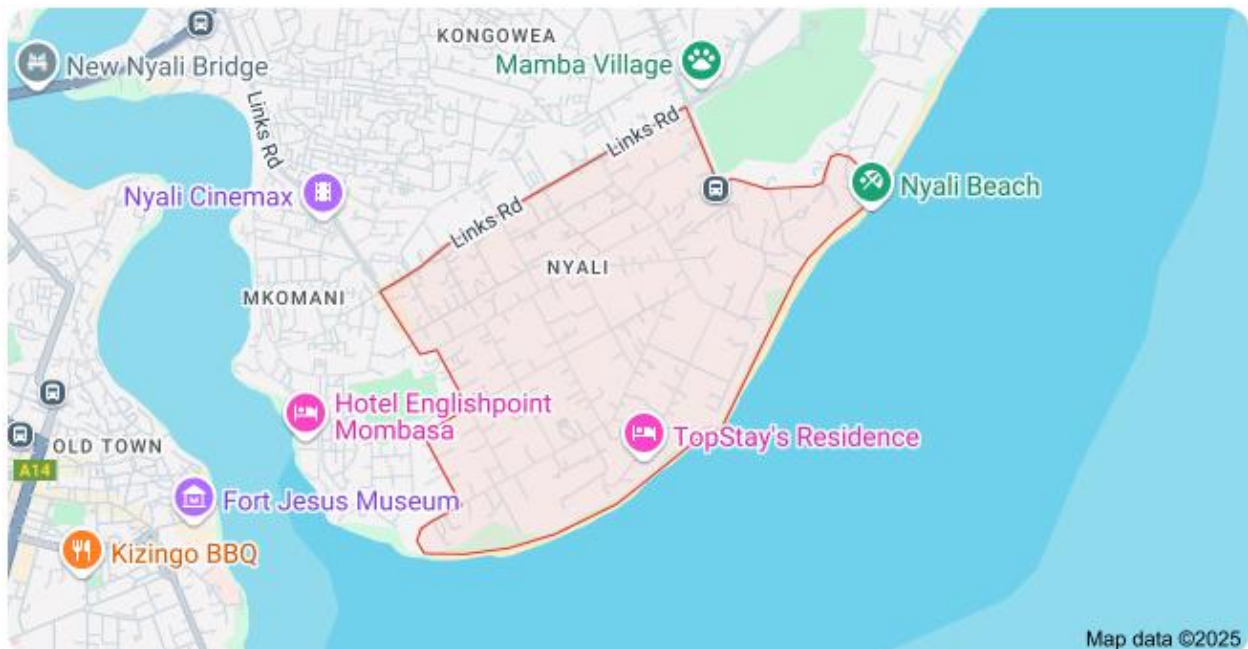 KONGOWEA
New Nyali Bridge
Mamba Village
Links Rd
Links Rd
Nyali Cinemax
Nyali Beach
Links Rd
NYALI
MKOMANI
Hotel Englishpoint
Mombasa
TopStay's Residence
OLD TOWN
A14
Fort Jesus Museum
Kizingo BBQ
Map data ©2025